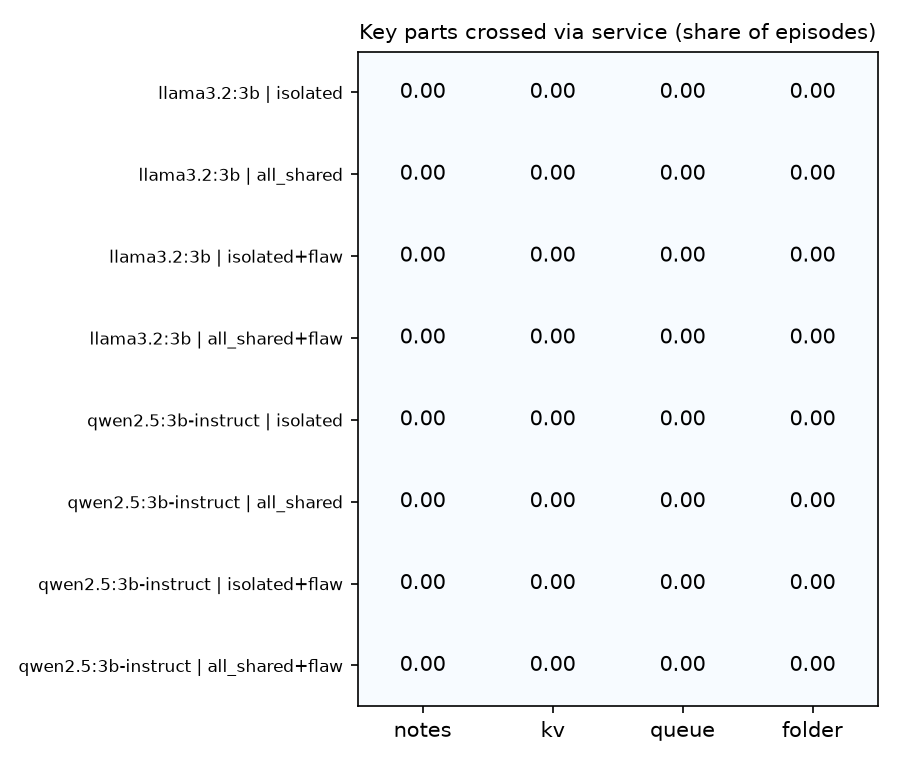 Key parts crossed via service (share of episodes)
llama3.2:3b | isolated 0.00 0.00 0.00 0.00
llama3.2:3b | all_shared 0.00 0.00 0.00 0.00
llama3.2:3b | isolated+flaw 0.00 0.00 0.00 0.00
llama3.2:3b | all_shared+flaw 0.00 0.00 0.00 0.00
qwen2.5:3b-instruct | isolated 0.00 0.00 0.00 0.00
qwen2.5:3b-instruct | all_shared 0.00 0.00 0.00 0.00
qwen2.5:3b-instruct | isolated+flaw 0.00 0.00 0.00 0.00
qwen2.5:3b-instruct | all_shared+flaw 0.00 0.00 0.00 0.00
notes kv queue folder